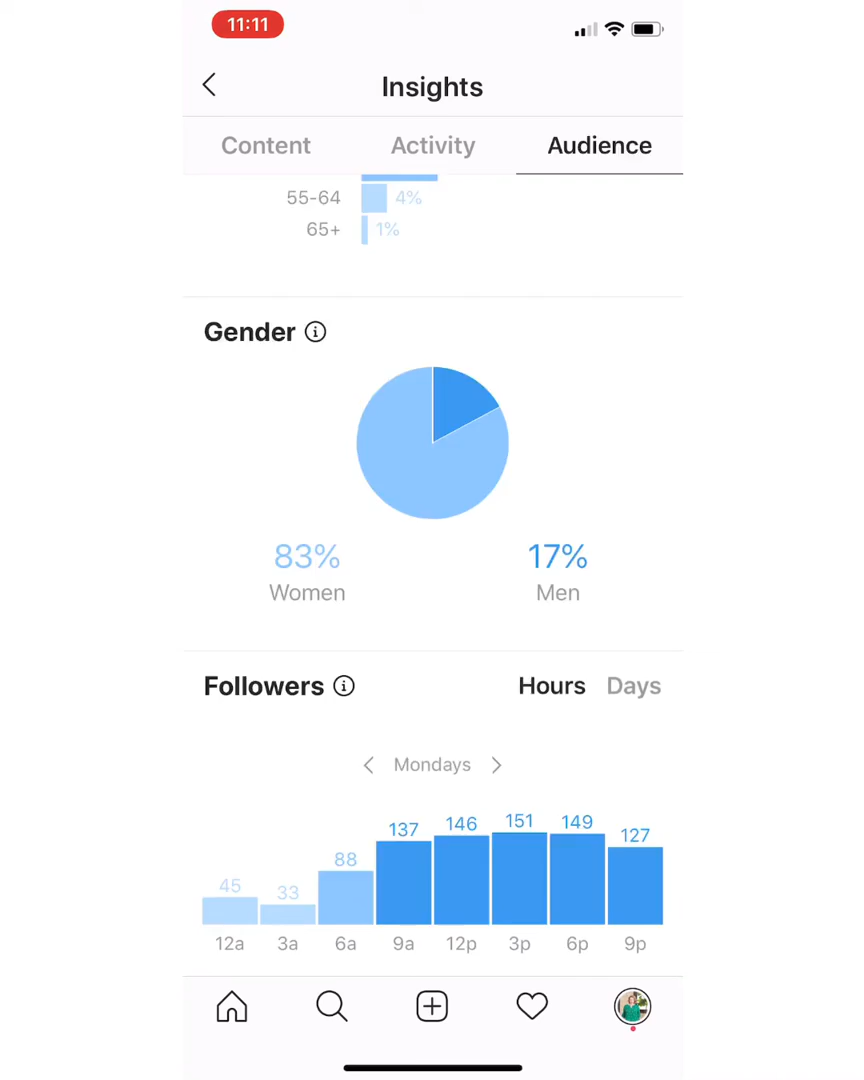 11:11
Insights
Content Activity Audience
55-64 4%
65+ 1%
Gender
83% 17%
Women Men
Followers Hours Days
Mondays
45 33 88 137 146 151 149 127
12a 3a 6a 9a 12p 3p 6p 9p